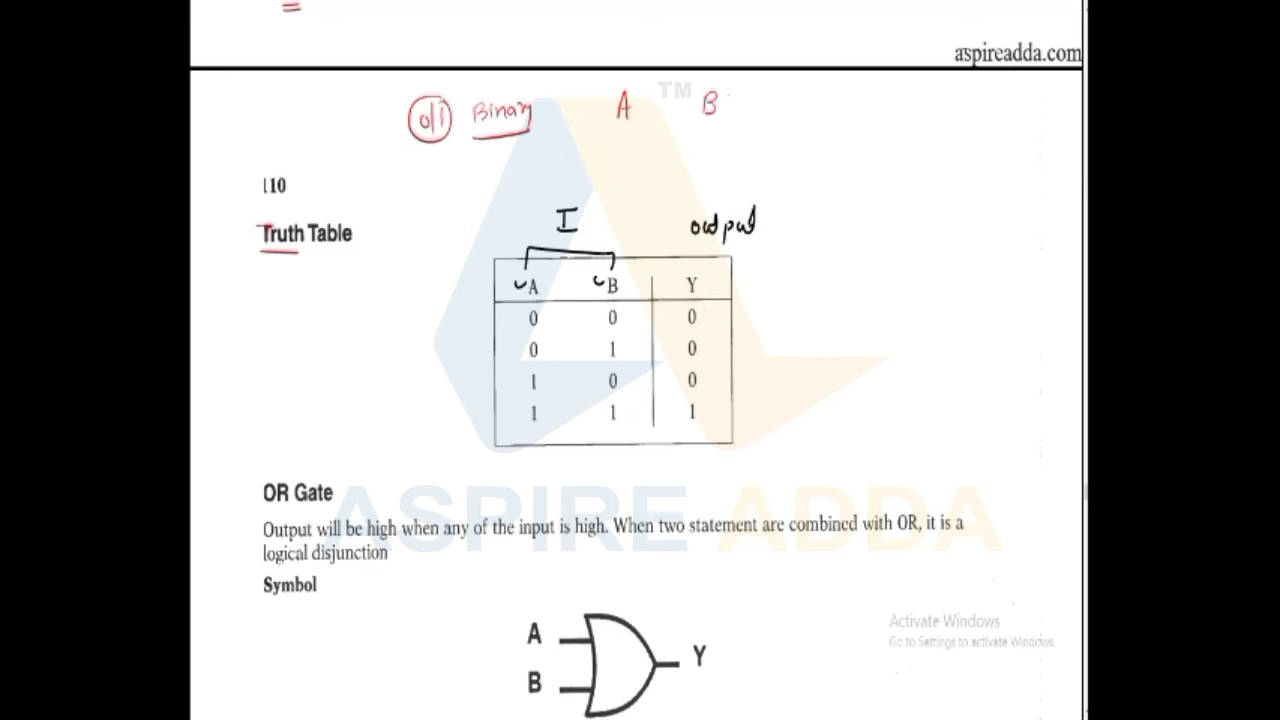 aspireadda.com
TM
0/1 Binary A B
110
Truth Table
I output
A B Y
0 0 0
0 1 0
1 0 0
1 1 1
ASPIRE ADDA
OR Gate
Output will be high when any of the input is high. When two statement are combined with OR, it is a
logical disjunction
Symbol
Activate Windows
Go to Settings to activate Windows.
A
Y
B